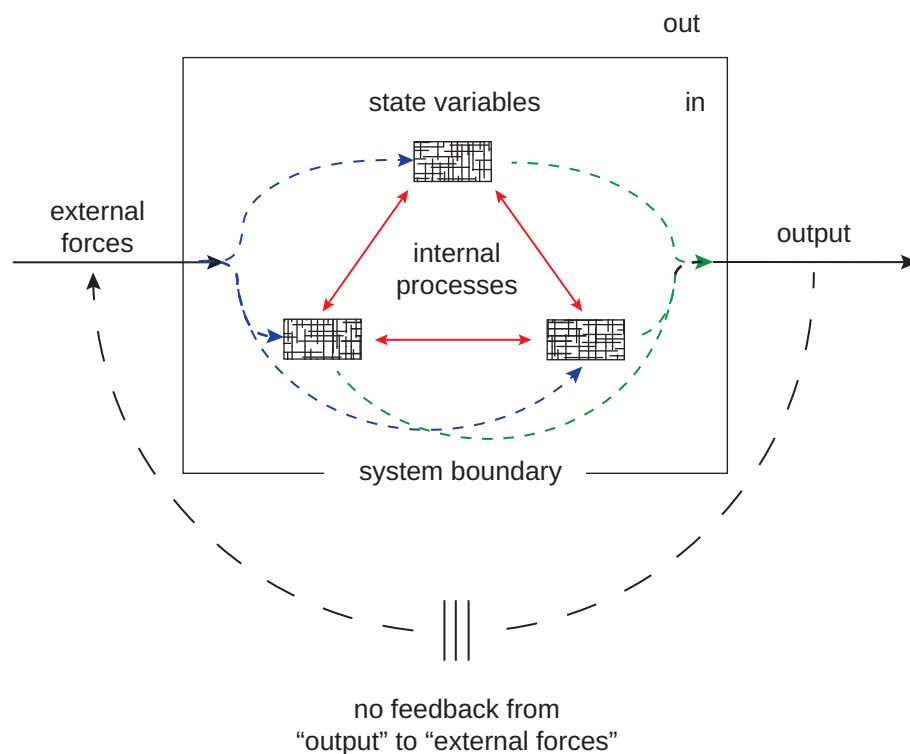 out
in
state variables
external
forces
internal
processes
output
system boundary
no feedback from
“output” to “external forces”